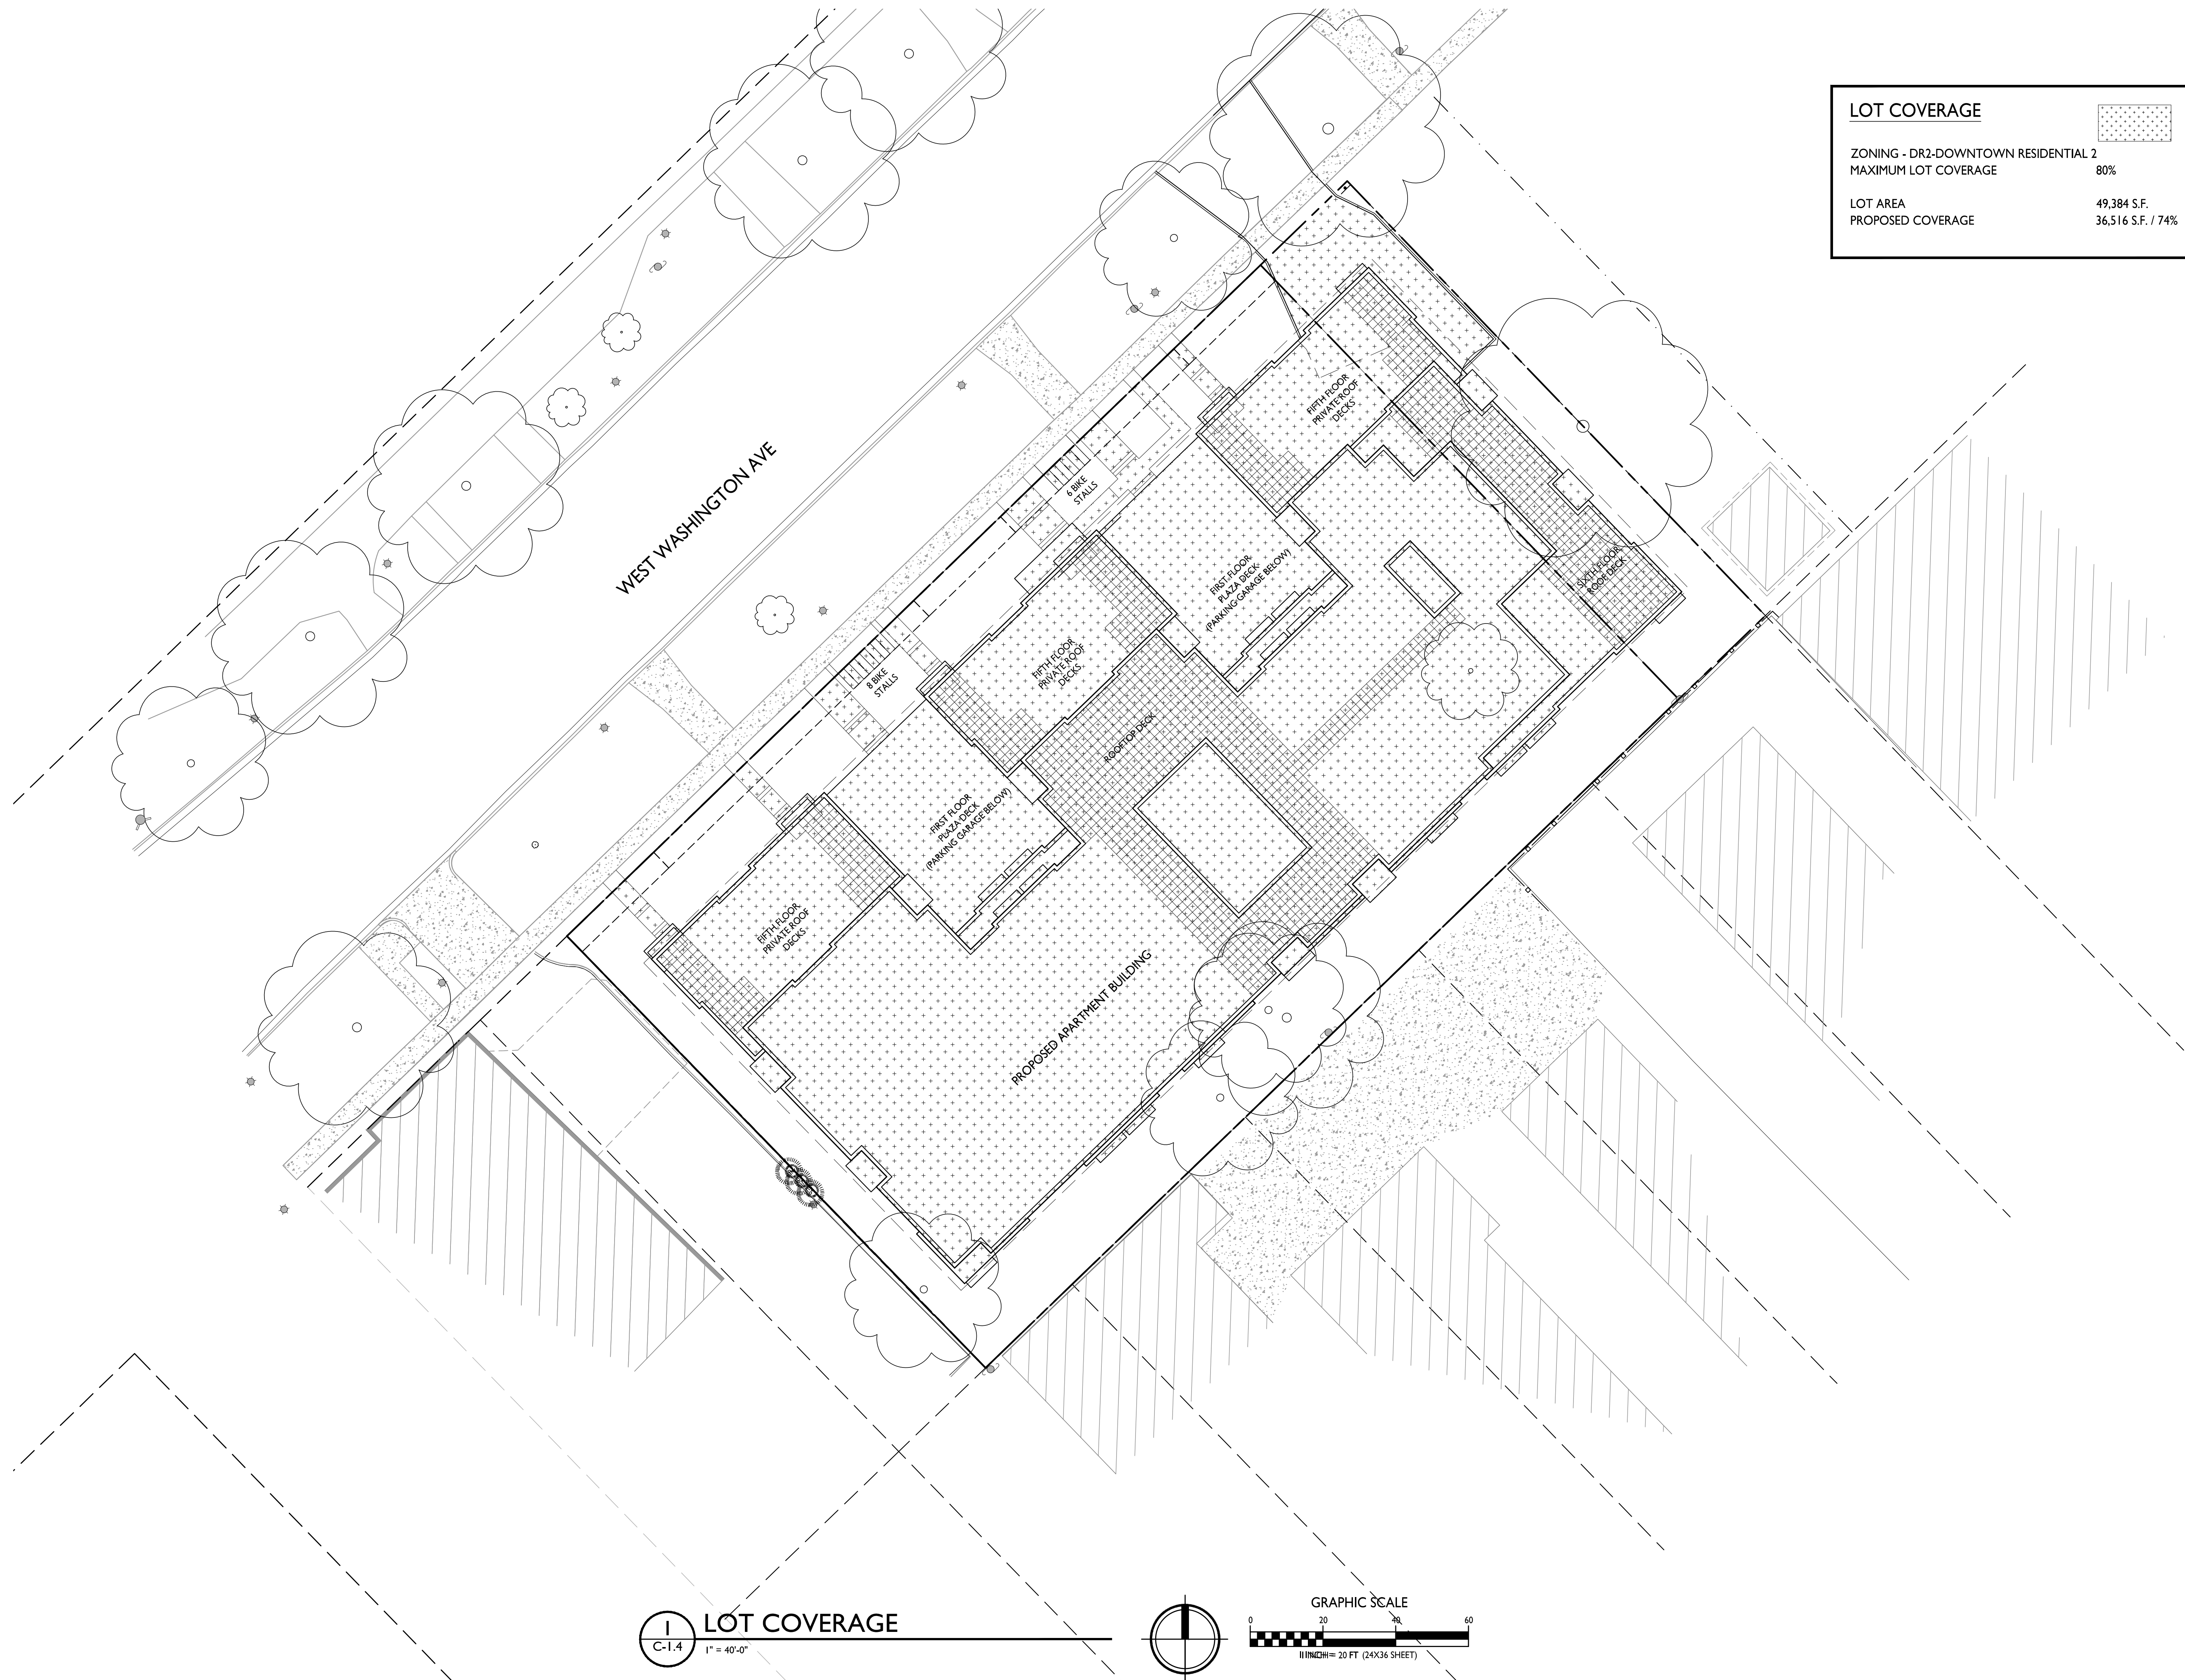 LOT COVERAGE
ZONING - DR2-DOWNTOWN RESIDENTIAL 2
MAXIMUM LOT COVERAGE 80%
LOT AREA 49,384 S.F.
PROPOSED COVERAGE 36,516 S.F. / 74%
WEST WASHINGTON AVE
FIFTH FLOOR
PRIVATE ROOF
DECKS
6 BIKE
STALLS
FIRST FLOOR
PLAZA DECK
(PARKING GARAGE BELOW)
SIXTH FLOOR
ROOF DECK
8 BIKE
STALLS
FIFTH FLOOR
PRIVATE ROOF
DECKS
ROOFTOP DECK
FIRST FLOOR
PLAZA DECK
(PARKING GARAGE BELOW)
FIFTH FLOOR
PRIVATE ROOF
DECKS
PROPOSED APARTMENT BUILDING
1
C-1.4
LOT COVERAGE
1" = 40'-0"
GRAPHIC SCALE
0 20 40 60
= 20 FT (24X36 SHEET)